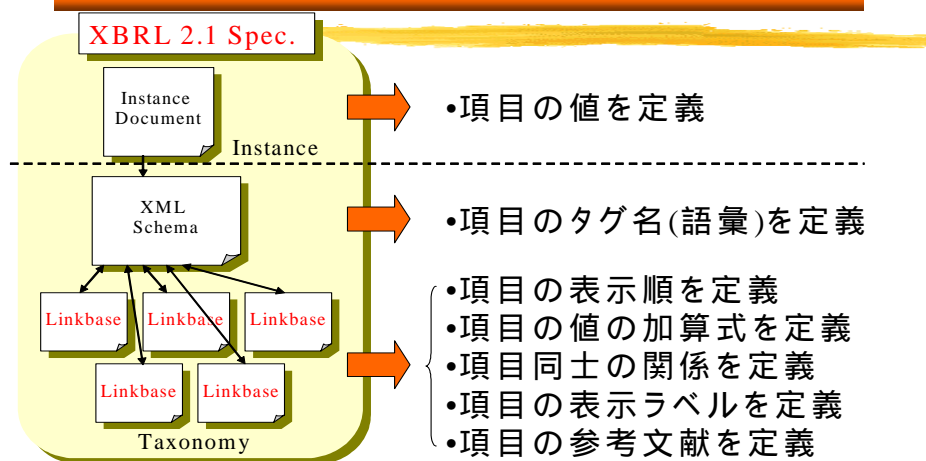 XBRL 2.1 Spec.
Instance
Document
•項目の値を定義
Instance
XML
Schema
•項目のタグ名(語彙)を定義
Linkbase
Linkbase
Linkbase
Linkbase
Linkbase
Taxonomy
•項目の表示順を定義
•項目の値の加算式を定義
•項目同士の関係を定義
•項目の表示ラベルを定義
•項目の参考文献を定義